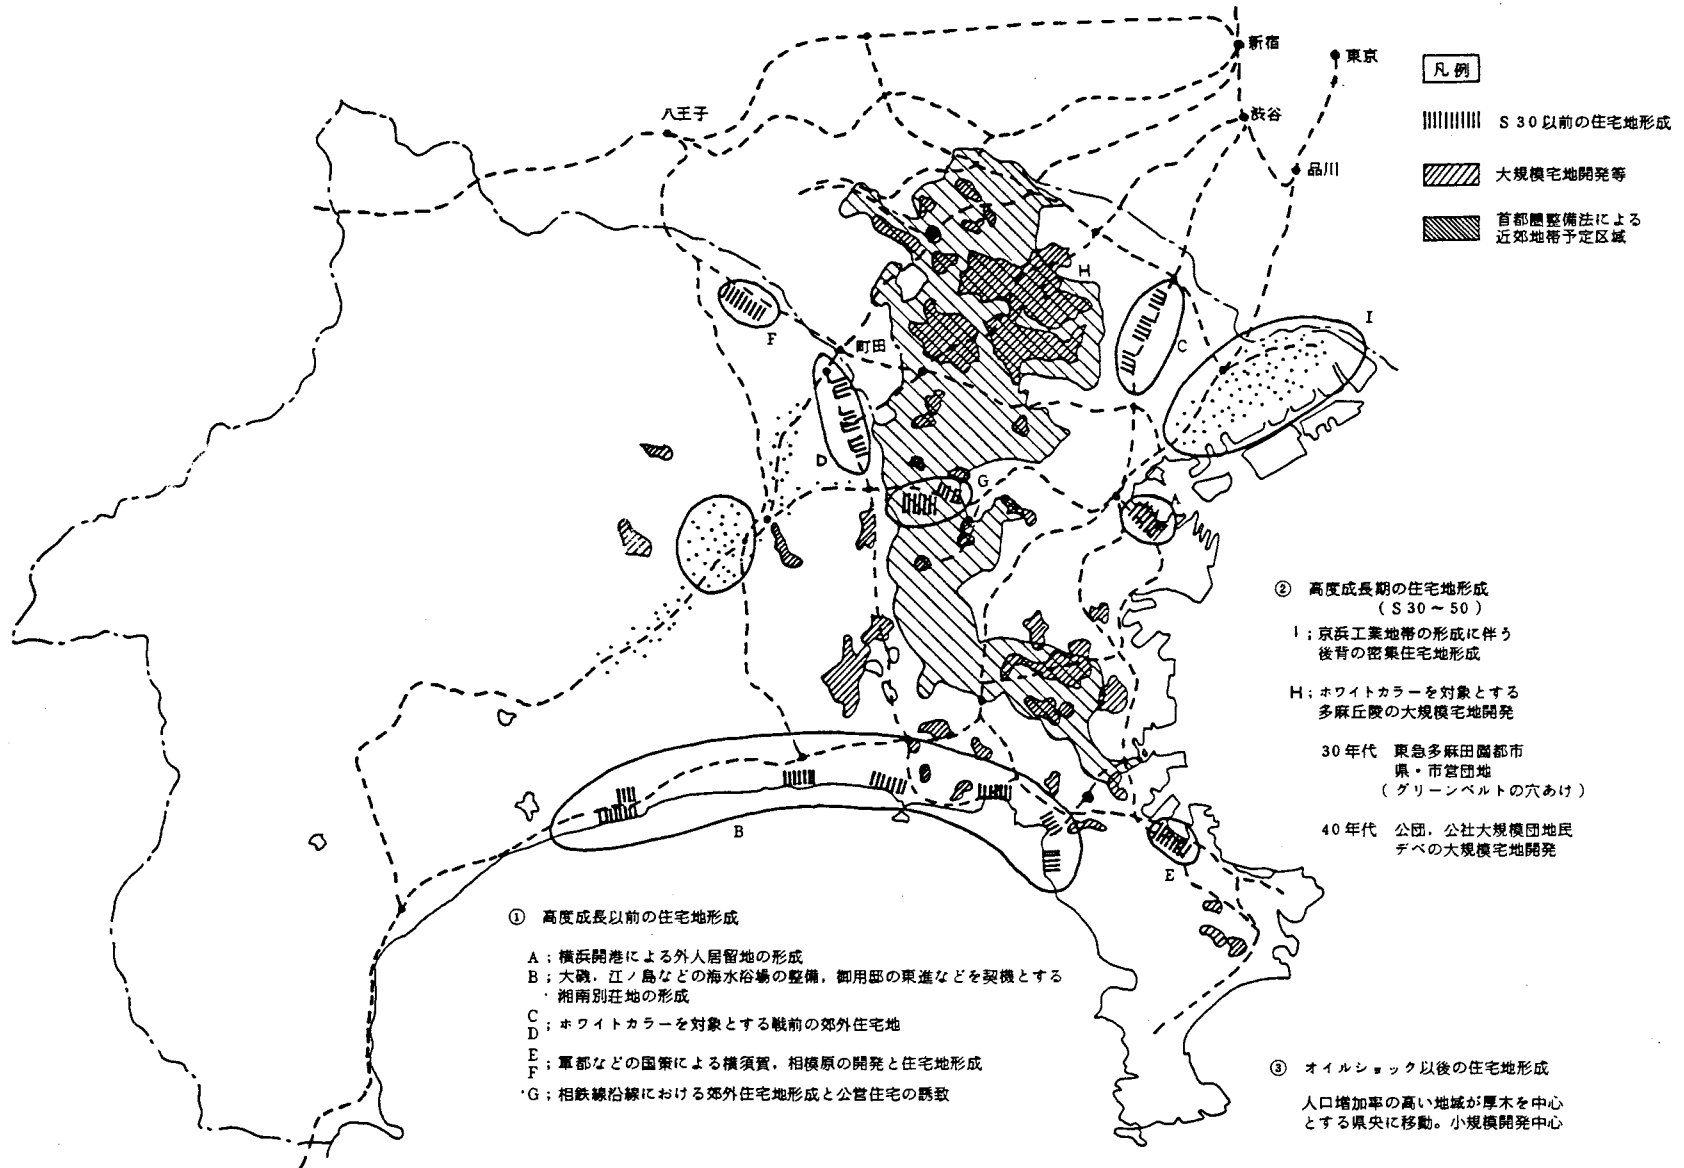 新宿
東京
八王子
渋谷
品川
町田
凡例
S30以前の住宅地形成
大規模宅地開発等
首都圏整備法による
近郊地帯予定区域
H
F
C
I
D
G
A
B
E
① 高度成長以前の住宅地形成
A；横浜開港による外人居留地の形成
B；大磯，江ノ島などの海水浴場の整備，御用邸の東進などを契機とする
湘南別荘地の形成
C
D；ホワイトカラーを対象とする戦前の郊外住宅地
E
F；軍都などの国策による横須賀，相模原の開発と住宅地形成
G；相鉄線沿線における郊外住宅地形成と公営住宅の誘致
② 高度成長期の住宅地形成
（S30～50）
I；京浜工業地帯の形成に伴う
後背の密集住宅地形成
H；ホワイトカラーを対象とする
多麻丘陵の大規模宅地開発
30年代 東急多麻田園都市
県・市営団地
（グリーンベルトの穴あけ）
40年代 公団，公社大規模団地民
デベの大規模宅地開発
③ オイルショック以後の住宅地形成
人口増加率の高い地域が厚木を中心
とする県央に移動。小規模開発中心